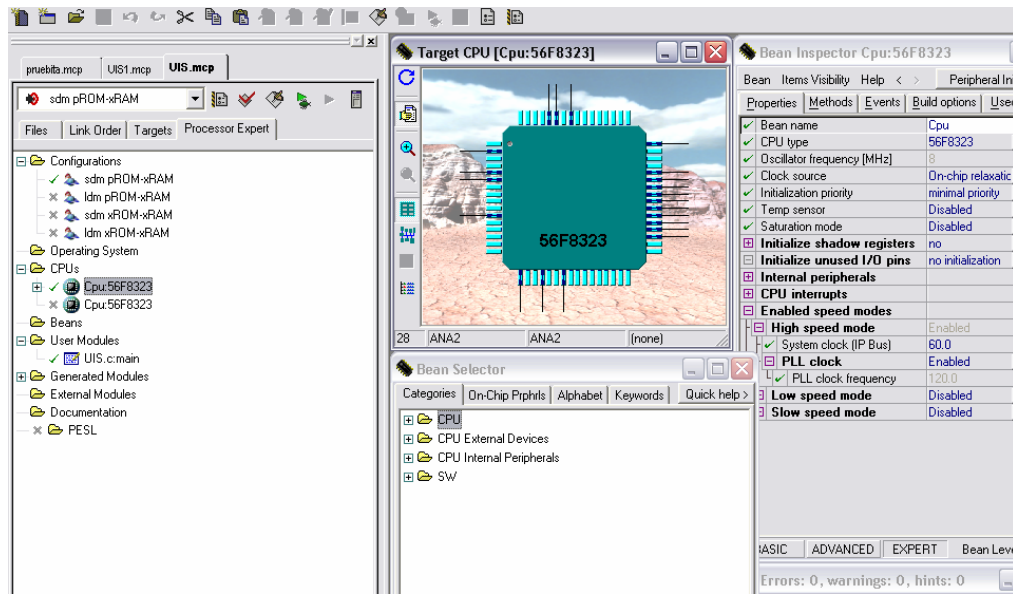 pruebita.mcp UIS1.mcp UIS.mcp
sdm pROM-xRAM
Files Link Order Targets Processor Expert
Configurations
sdm pROM-xRAM
ldm pROM-xRAM
sdm xROM-xRAM
ldm xROM-xRAM
Operating System
CPUs
Cpu:56F8323
Cpu:56F8323
Beans
User Modules
UIS.c:main
Generated Modules
External Modules
Documentation
PESL
Target CPU [Cpu:56F8323]
56F8323
28 ANA2 ANA2 (none)
Bean Selector
Categories On-Chip Prphrls Alphabet Keywords Quick help >
CPU
CPU External Devices
CPU Internal Peripherals
SW
Bean Inspector Cpu:56F8323
Bean Items Visibility Help < > Peripheral Ini
Properties Methods Events Build options Used
Bean name Cpu
CPU type 56F8323
Oscillator frequency [MHz] 8
Clock source On-chip relaxatic
Initialization priority minimal priority
Temp sensor Disabled
Saturation mode Disabled
Initialize shadow registers no
Initialize unused I/O pins no initialization
Internal peripherals
CPU interrupts
Enabled speed modes
High speed mode Enabled
System clock (IP Bus) 60.0
PLL clock Enabled
PLL clock frequency 120.0
Low speed mode Disabled
Slow speed mode Disabled
BASIC ADVANCED EXPERT Bean Leve
Errors: 0, warnings: 0, hints: 0